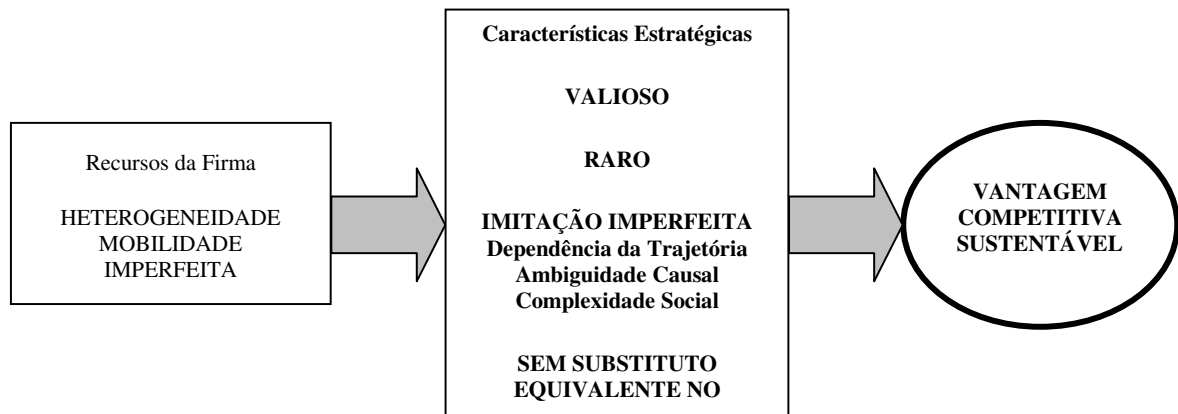 Recursos da Firma
HETEROGENEIDADE
MOBILIDADE
IMPERFEITA
Características Estratégicas
VALIOSO
RARO
IMITAÇÃO IMPERFEITA
Dependência da Trajetória
Ambiguidade Causal
Complexidade Social
SEM SUBSTITUTO
EQUIVALENTE NO
VANTAGEM
COMPETITIVA
SUSTENTÁVEL